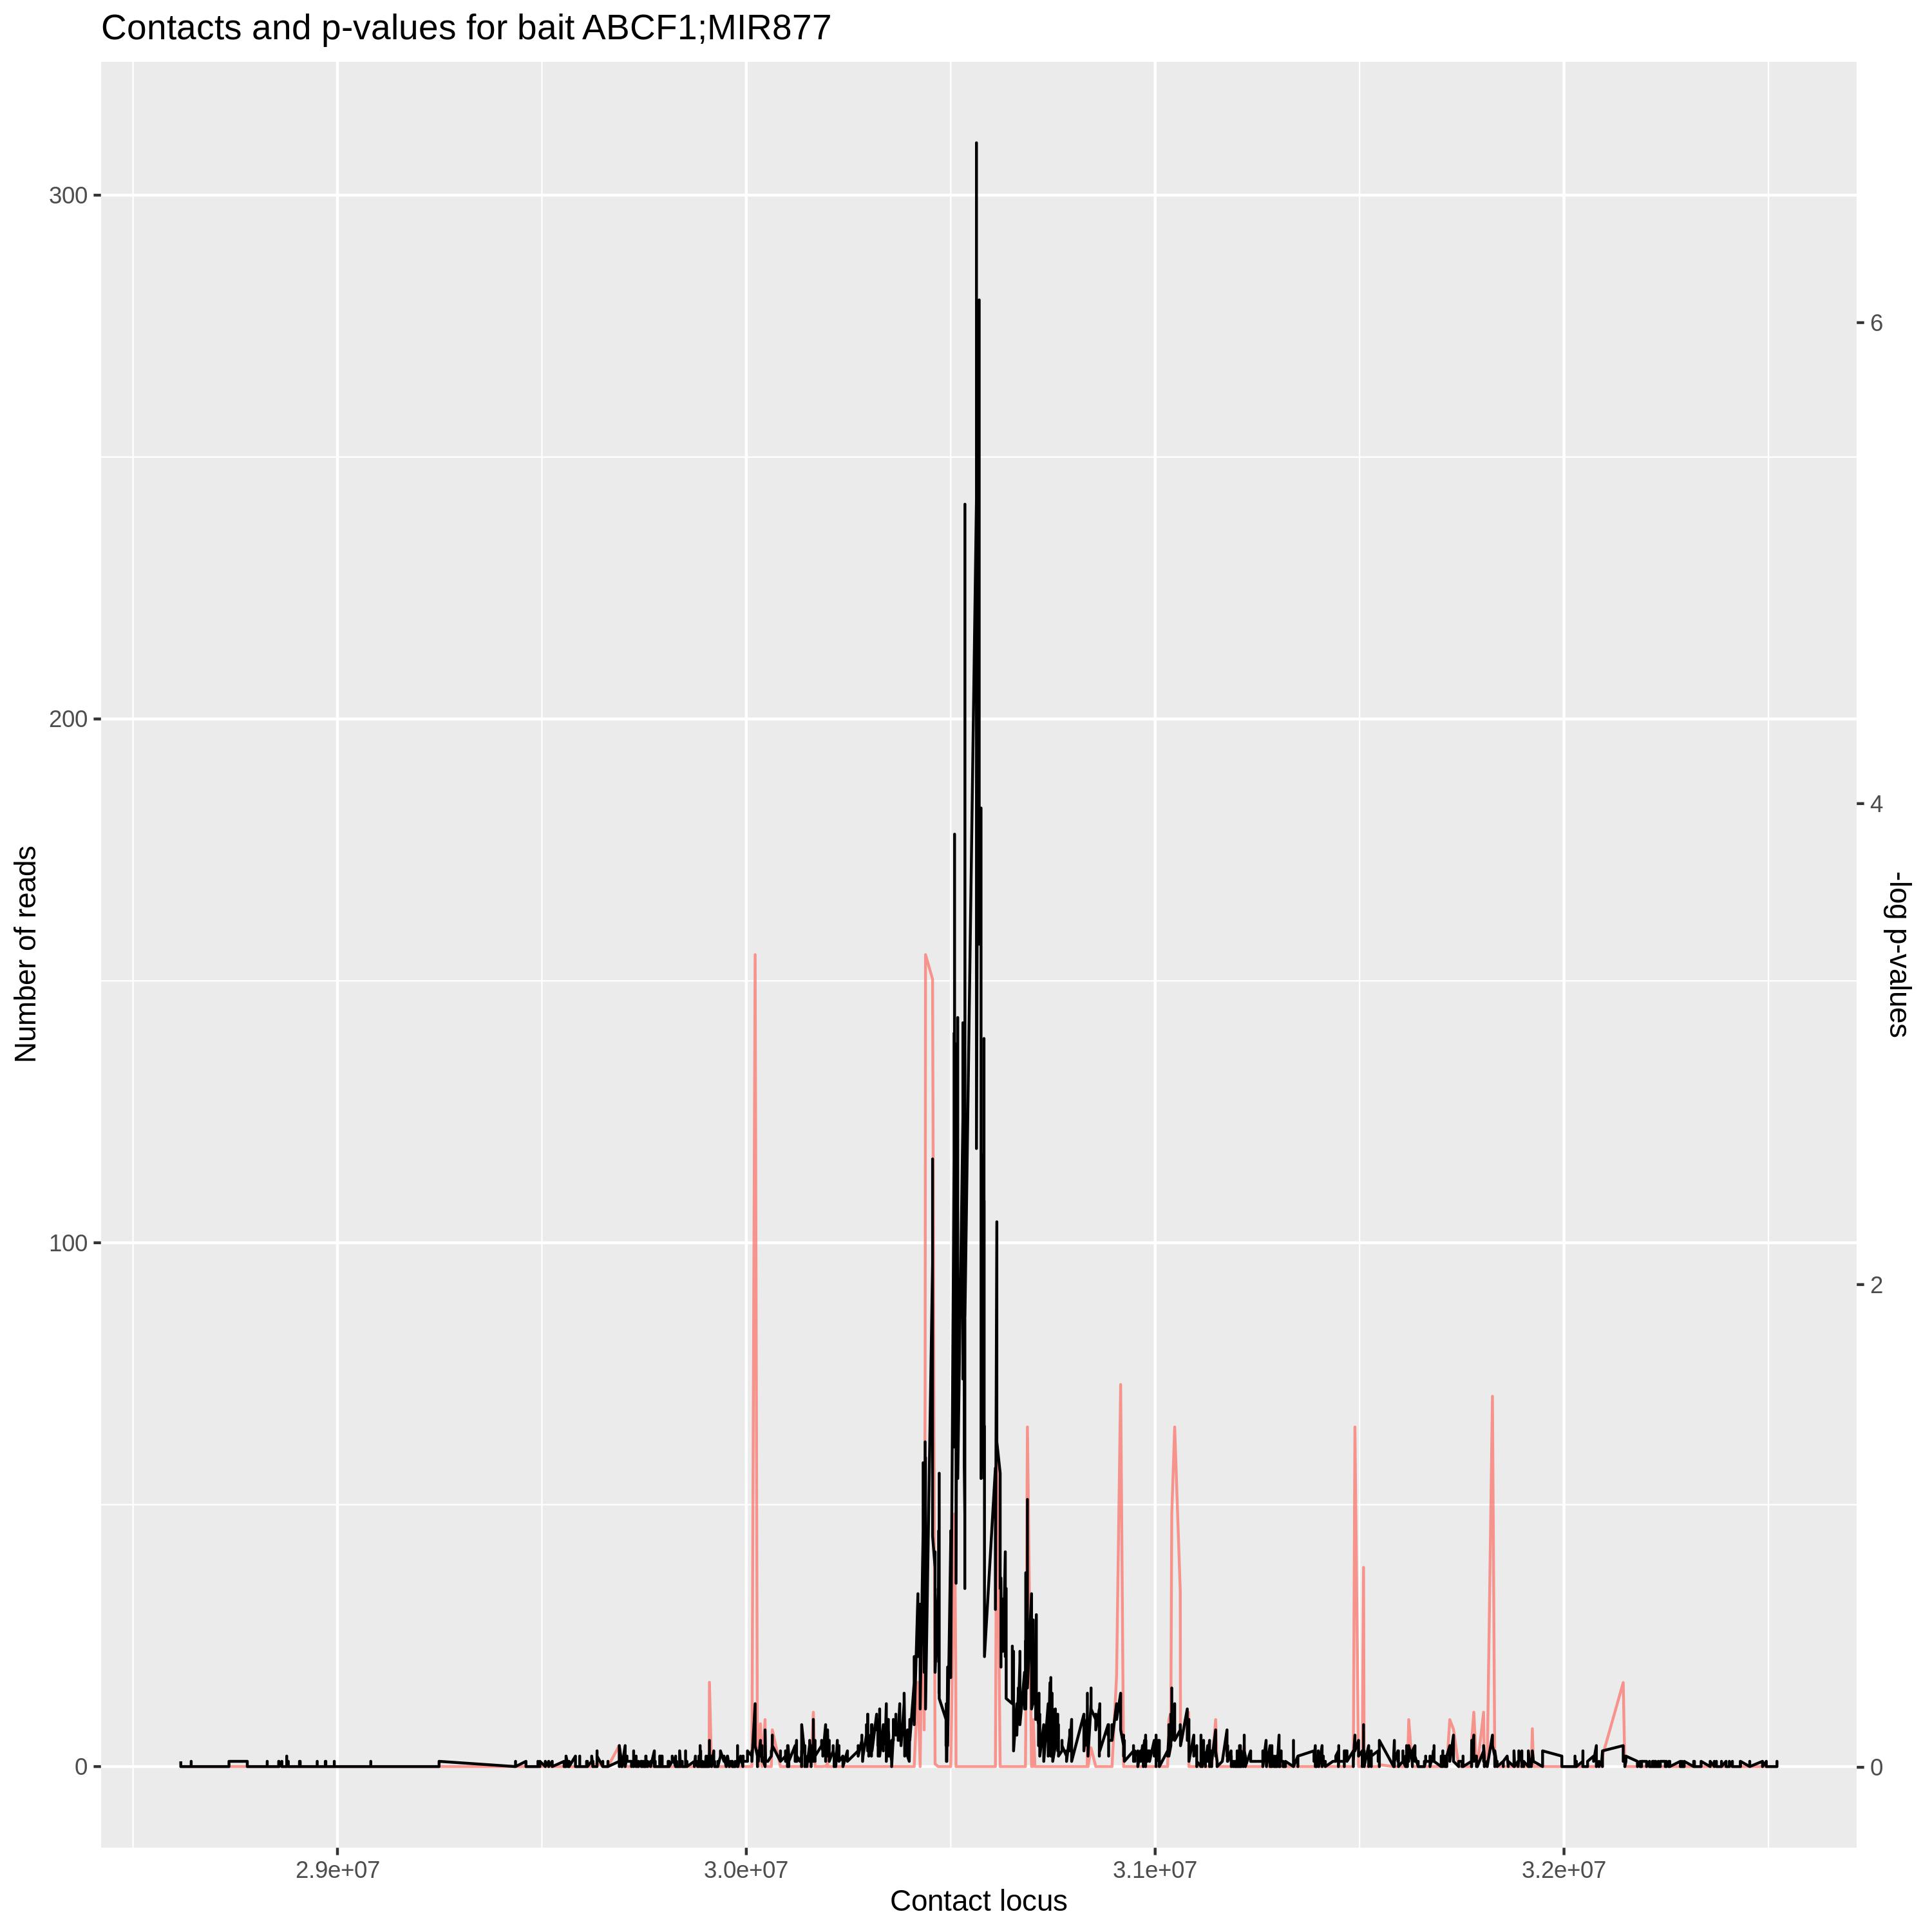 Contacts and p-values for bait ABCF1;MIR877
300
200
100
0
Number of reads
6
4
2
0
-log p-values
2.9e+07
3.0e+07
3.1e+07
3.2e+07
Contact locus